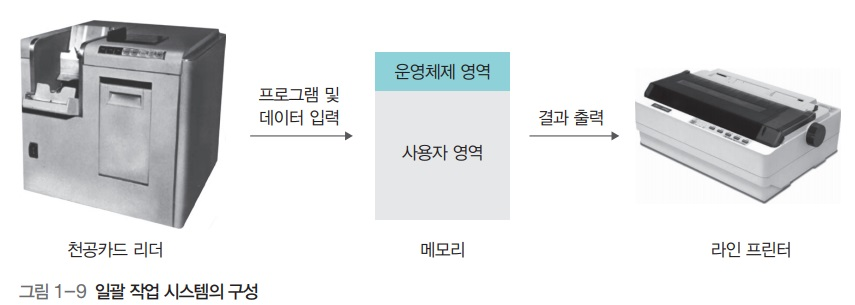 프로그램 및
데이터 입력
운영체제 영역
사용자 영역
결과 출력
천공카드 리더
메모리
라인 프린터
그림 1-9 일괄 작업 시스템의 구성